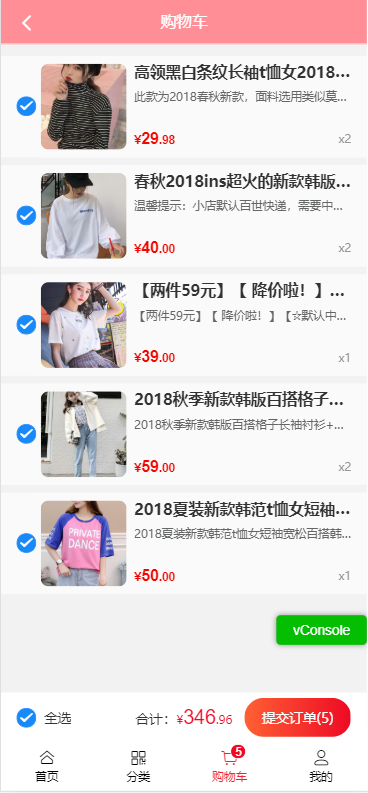 购物车
高领黑白条纹长袖t恤女2018...
此款为2018春秋新款，面料选用类似莫...
¥29.98
x2
春秋2018ins超火的新款韩版...
温馨提示：小店默认百世快递，需要中...
¥40.00
x2
【两件59元】【 降价啦！】...
【两件59元】【 降价啦！】【☆默认中...
¥39.00
x1
2018秋季新款韩版百搭格子...
2018秋季新款韩版百搭格子长袖衬衫+...
¥59.00
x2
PRIVATE
DANCE
2018夏装新款韩范t恤女短袖...
2018夏装新款韩范t恤女短袖宽松百搭韩...
¥50.00
x1
vConsole
全选
合计：¥346.96
提交订单(5)
5
首页
分类
购物车
我的